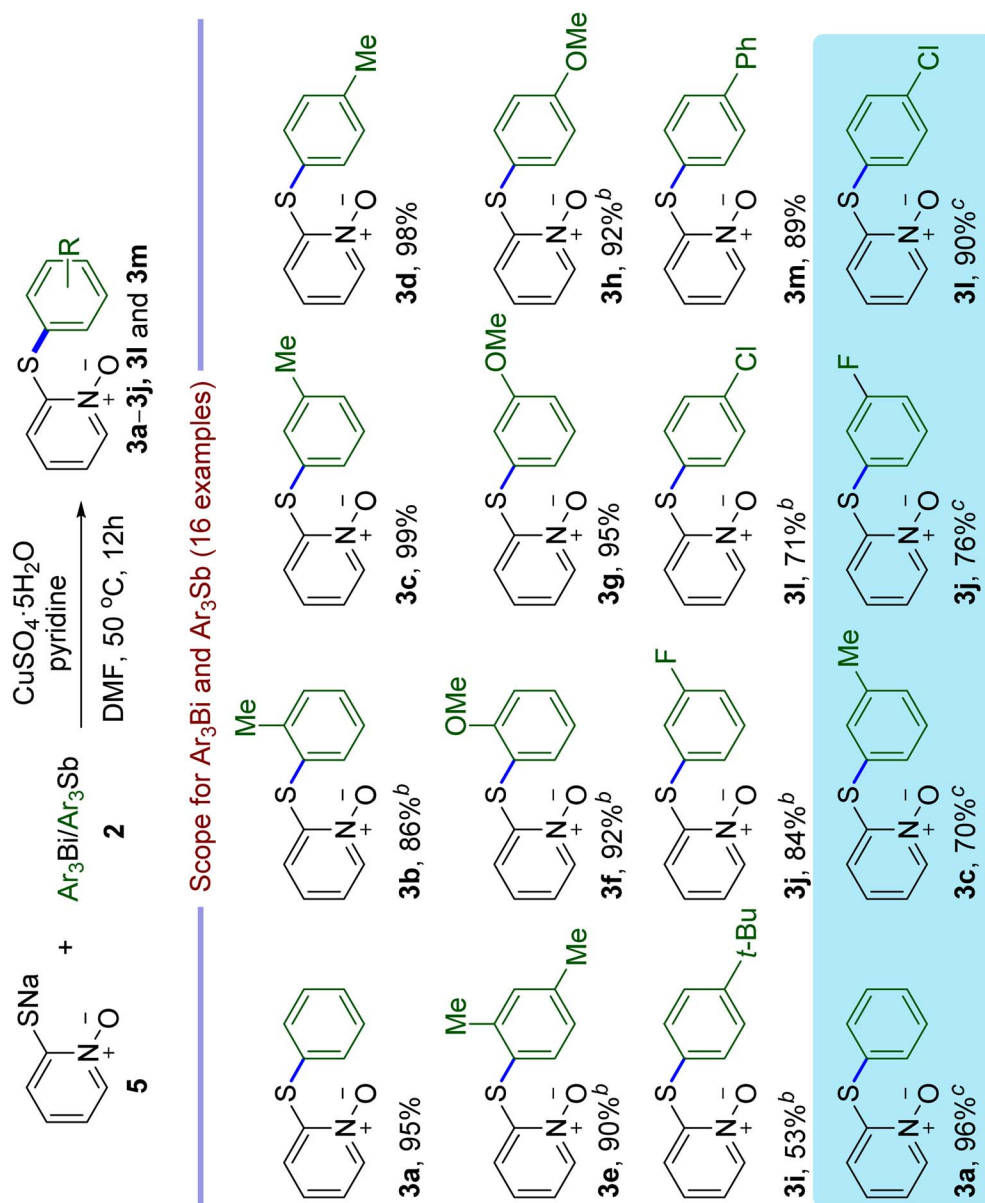 SNa
N
+
O
−
5
+
Ar₃Bi/Ar₃Sb
2
CuSO₄·5H₂O
pyridine
DMF, 50 °C, 12h
S
R
N
+
O
−
3a–3j, 3l and 3m
Scope for Ar₃Bi and Ar₃Sb (16 examples)
S
N
+
O
−
3a, 95%
S
Me
N
+
O
−
3b, 86%ᵇ
S
Me
N
+
O
−
3c, 99%
S
Me
N
+
O
−
3d, 98%
S
Me
Me
N
+
O
−
3e, 90%ᵇ
S
OMe
N
+
O
−
3f, 92%ᵇ
S
OMe
N
+
O
−
3g, 95%
S
OMe
N
+
O
−
3h, 92%ᵇ
S
t-Bu
N
+
O
−
3i, 53%ᵇ
S
F
N
+
O
−
3j, 84%ᵇ
S
Cl
N
+
O
−
3l, 71%ᵇ
S
Ph
N
+
O
−
3m, 89%
S
N
+
O
−
3a, 96%ᶜ
S
Me
N
+
O
−
3c, 70%ᶜ
S
F
N
+
O
−
3j, 76%ᶜ
S
Cl
N
+
O
−
3l, 90%ᶜ